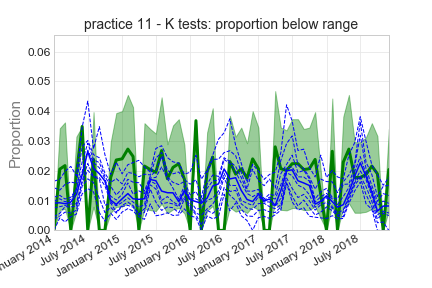 practice 11 - K tests: proportion below range
Proportion
0.06
0.05
0.04
0.03
0.02
0.01
0.00
nuary 2014
July 2014
January 2015
July 2015
January 2016
July 2016
January 2017
July 2017
January 2018
July 2018